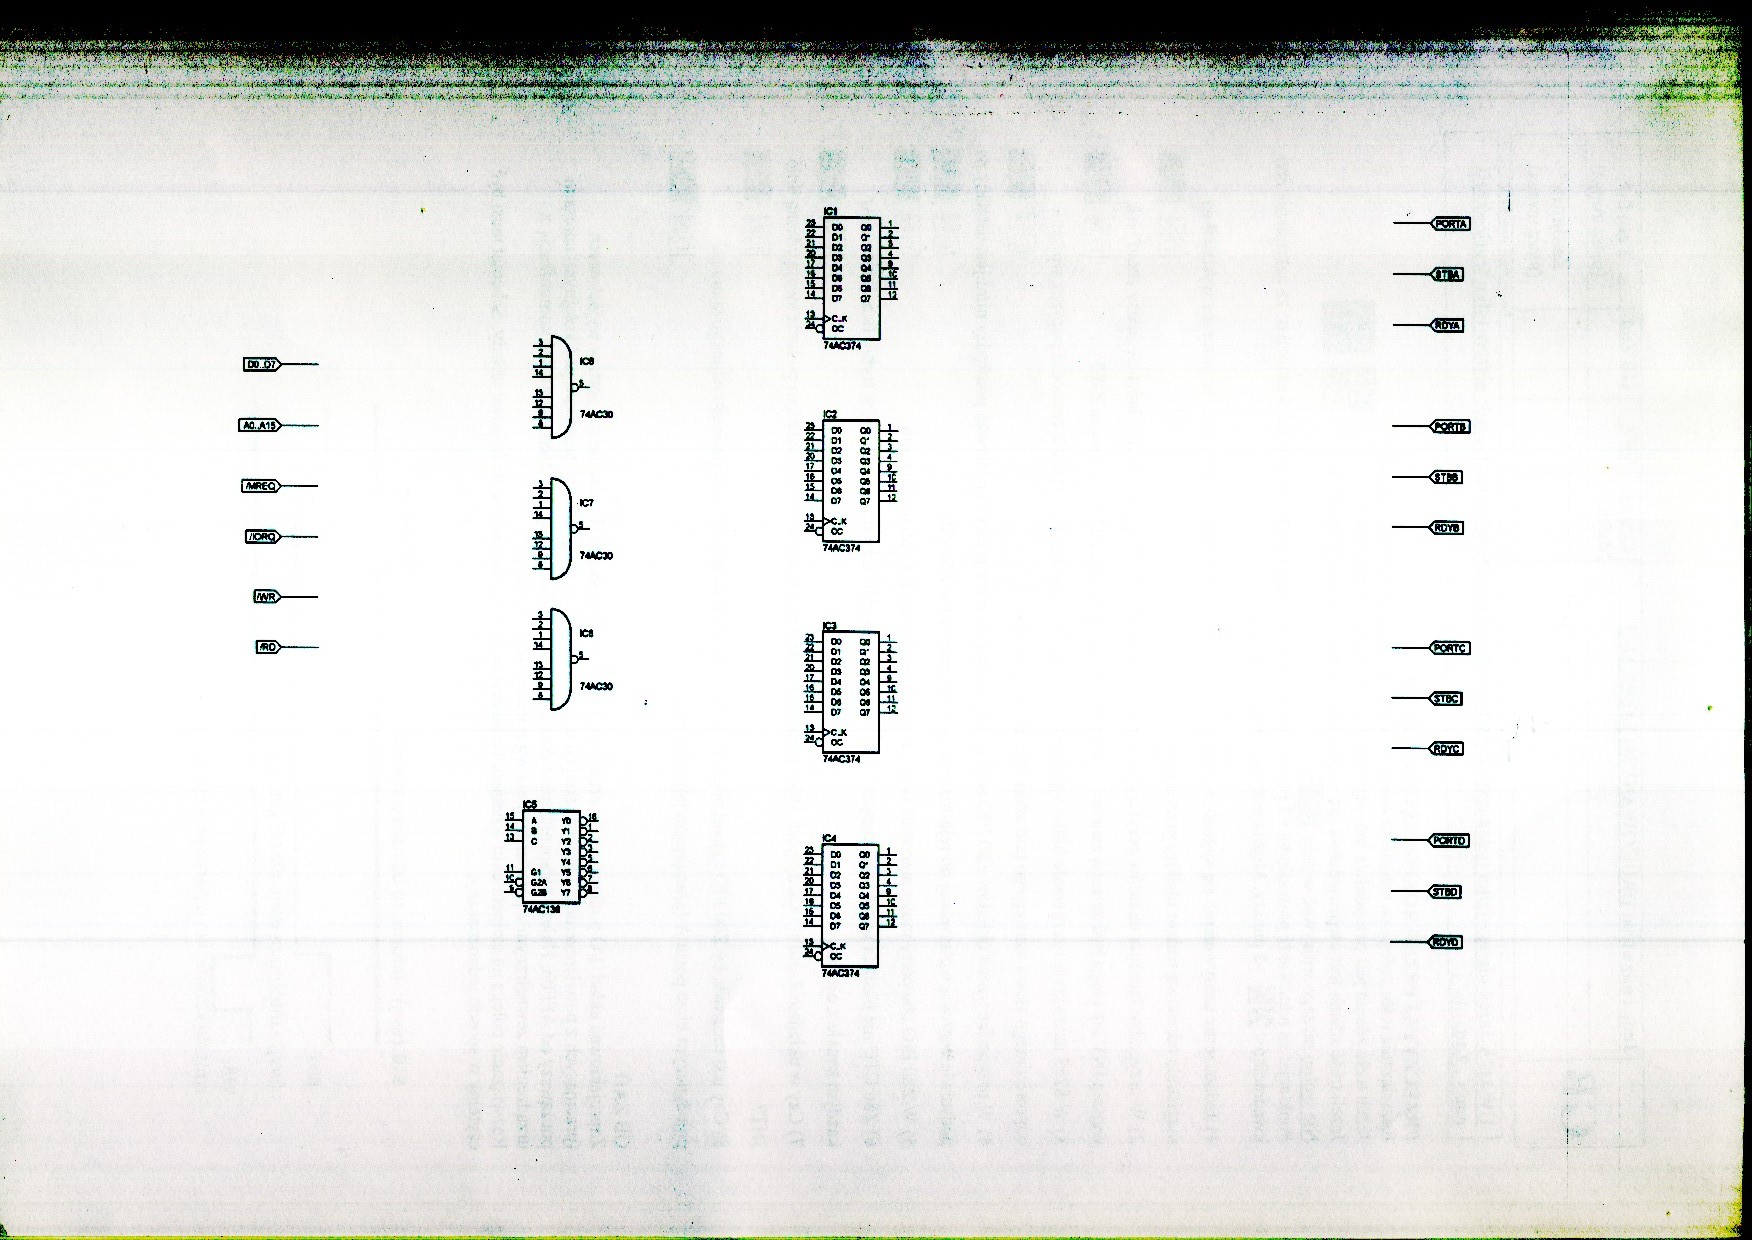 D0..D7
A0..A15
/MREQ
/IORQ
/WR
/RD
3
2
1
14
13
12
9
8
5
IC6
74AC30
3
2
1
14
13
12
9
8
5
IC7
74AC30
3
2
1
14
13
12
9
8
5
IC8
74AC30
IC5
15 A Y0 16
14 B Y1 1
13 C Y2 2
Y3 3
Y4 5
11 G1 Y5 6
10 G2A Y6 7
9 G2B Y7 8
74AC138
IC1
23 D0 Q0 1
22 D1 Q1 2
21 D2 Q2 3
20 D3 Q3 4
17 D4 Q4 9
16 D5 Q5 10
15 D6 Q6 11
14 D7 Q7 12
13 CLK
24 OC
74AC374
IC2
23 D0 Q0 1
22 D1 Q1 2
21 D2 Q2 3
20 D3 Q3 4
17 D4 Q4 9
16 D5 Q5 10
15 D6 Q6 11
14 D7 Q7 12
13 CLK
24 OC
74AC374
IC3
23 D0 Q0 1
22 D1 Q1 2
21 D2 Q2 3
20 D3 Q3 4
17 D4 Q4 9
16 D5 Q5 10
15 D6 Q6 11
14 D7 Q7 12
13 CLK
24 OC
74AC374
IC4
23 D0 Q0 1
22 D1 Q1 2
21 D2 Q2 3
20 D3 Q3 4
17 D4 Q4 9
16 D5 Q5 10
15 D6 Q6 11
14 D7 Q7 12
13 CLK
24 OC
74AC374
PORTA
STBA
RDYA
PORTB
STBB
RDYB
PORTC
STBC
RDYC
PORTD
STBD
RDYD